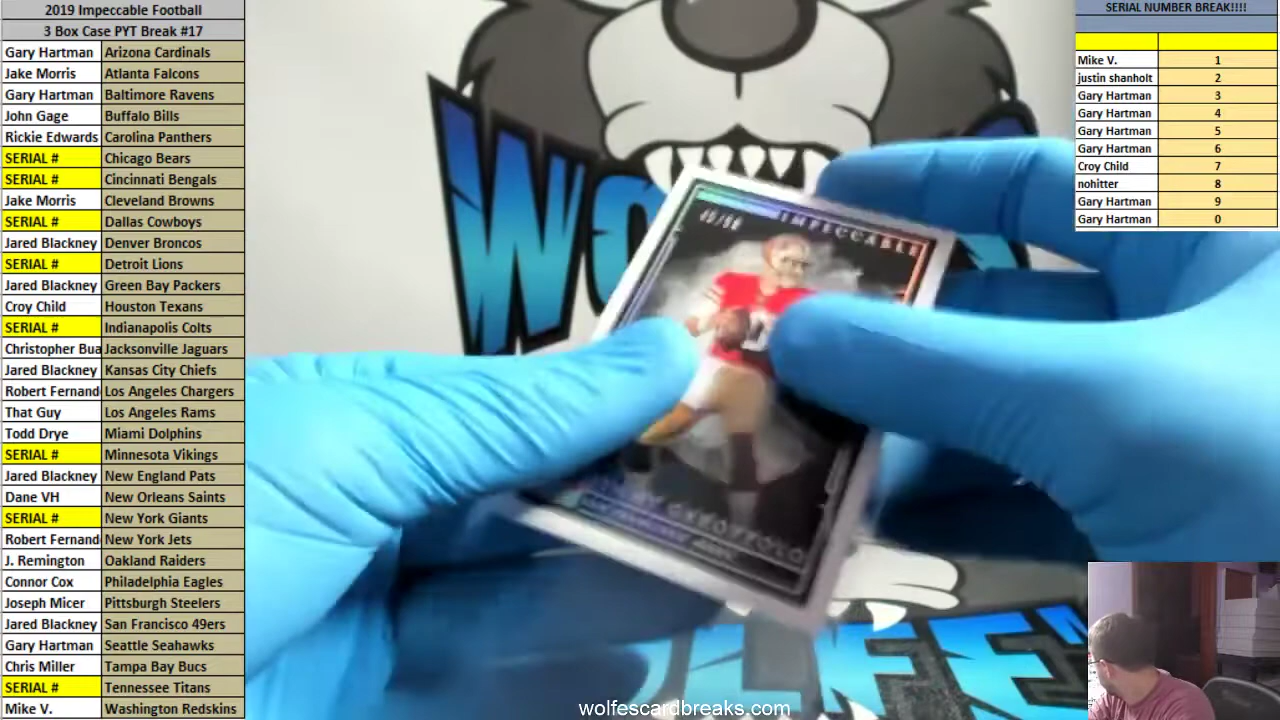 2019 Impeccable Football
3 Box Case PYT Break #17
Gary Hartman Arizona Cardinals
Jake Morris Atlanta Falcons
Gary Hartman Baltimore Ravens
John Gage Buffalo Bills
Rickie Edwards Carolina Panthers
SERIAL # Chicago Bears
SERIAL # Cincinnati Bengals
Jake Morris Cleveland Browns
SERIAL # Dallas Cowboys
Jared Blackney Denver Broncos
SERIAL # Detroit Lions
Jared Blackney Green Bay Packers
Croy Child Houston Texans
SERIAL # Indianapolis Colts
Christopher Bua Jacksonville Jaguars
Jared Blackney Kansas City Chiefs
Robert Fernand Los Angeles Chargers
That Guy Los Angeles Rams
Todd Drye Miami Dolphins
SERIAL # Minnesota Vikings
Jared Blackney New England Pats
Dane VH New Orleans Saints
SERIAL # New York Giants
Robert Fernand New York Jets
J. Remington Oakland Raiders
Connor Cox Philadelphia Eagles
Joseph Micer Pittsburgh Steelers
Jared Blackney San Francisco 49ers
Gary Hartman Seattle Seahawks
Chris Miller Tampa Bay Bucs
SERIAL # Tennessee Titans
Mike V. Washington Redskins
SERIAL NUMBER BREAK!!!!
Mike V. 1
justin shanholt 2
Gary Hartman 3
Gary Hartman 4
Gary Hartman 5
Gary Hartman 6
Croy Child 7
nohitter 8
Gary Hartman 9
Gary Hartman 0
IMPECCABLE
GAROPPOLO
wolfescardbreaks.com